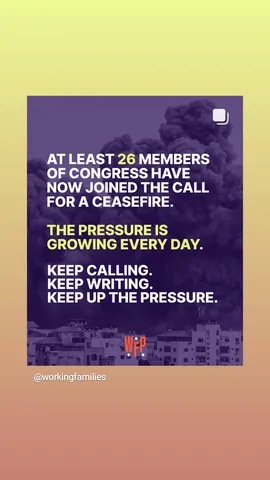 AT LEAST 26 MEMBERS
OF CONGRESS HAVE
NOW JOINED THE CALL
FOR A CEASEFIRE.
THE PRESSURE IS
GROWING EVERY DAY.
KEEP CALLING.
KEEP WRITING.
KEEP UP THE PRESSURE.
WFP
@workingfamilies